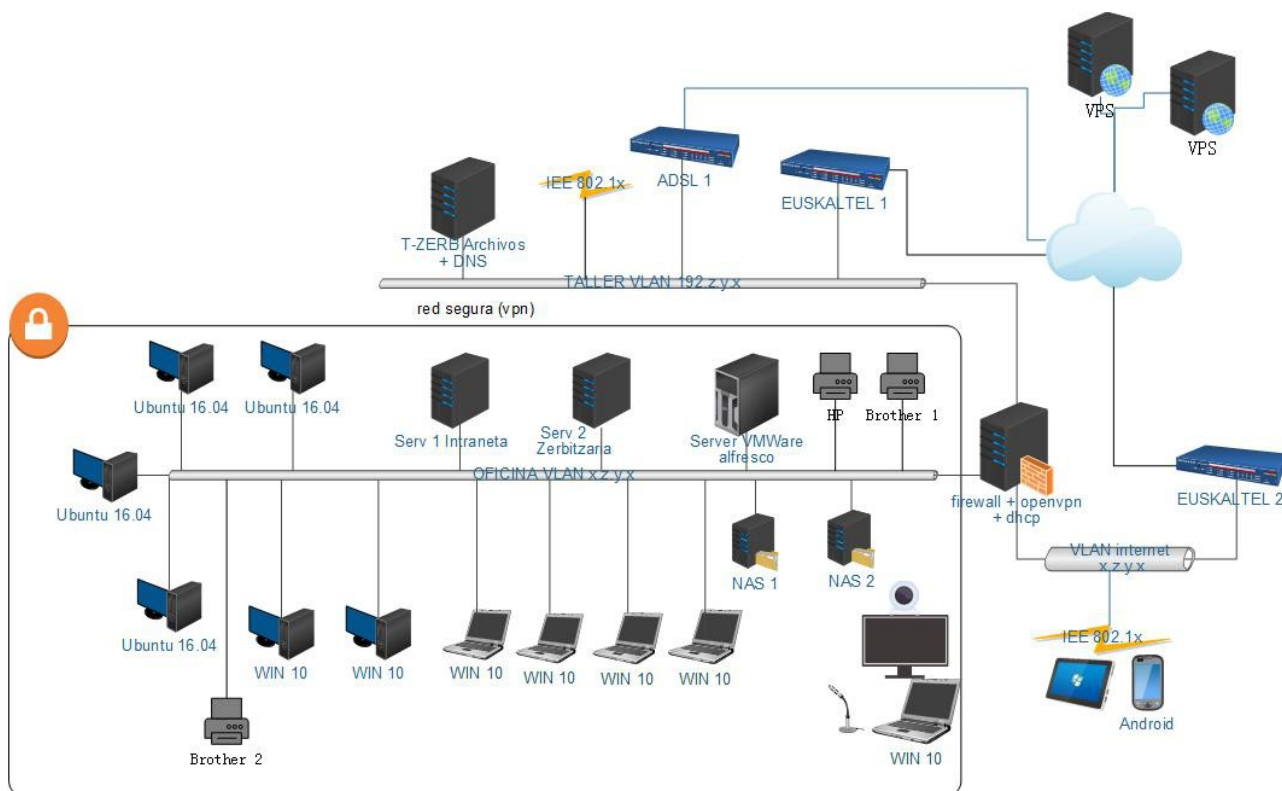 VPS
VPS
IEE 802.1x
ADSL 1
EUSKALTEL 1
T-ZERB Archivos
+ DNS
TALLER VLAN 192.z.y.x
red segura (vpn)
Ubuntu 16.04
Ubuntu 16.04
Serv 1 Intraneta
Serv 2
Zerbitzaria
Server VMWare
alfresco
HP
Brother 1
OFICINA VLAN x.z.y.x
firewall + openvpn
+ dhcp
EUSKALTEL 2
Ubuntu 16.04
VLAN internet
x.z.y.x
NAS 1
NAS 2
Ubuntu 16.04
WIN 10
WIN 10
WIN 10
WIN 10
WIN 10
WIN 10
IEE 802.1x
Android
Brother 2
WIN 10